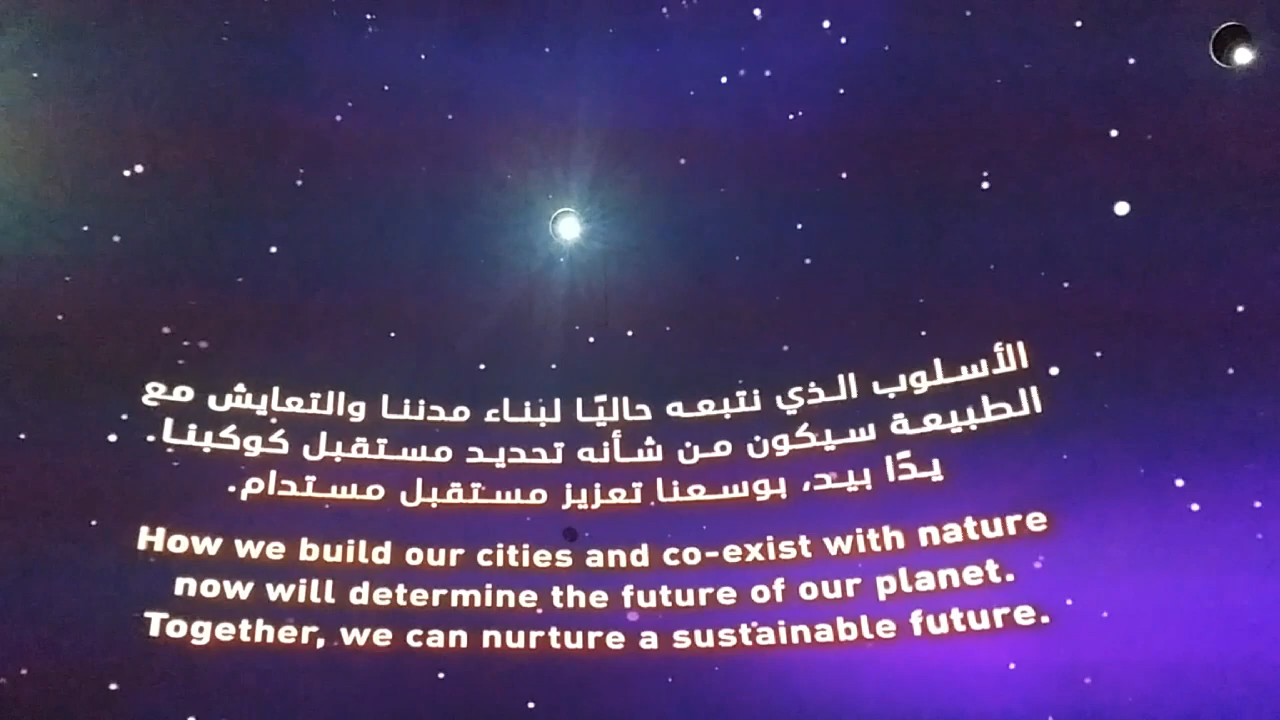 الأسلوب الذي نتبعه حاليًا لبناء مدننا والتعايش مع
الطبيعة سيكون من شأنه تحديد مستقبل كوكبنا.
يدًا بيد، بوسعنا تعزيز مستقبل مستدام.
How we build our cities and co-exist with nature
now will determine the future of our planet.
Together, we can nurture a sustainable future.